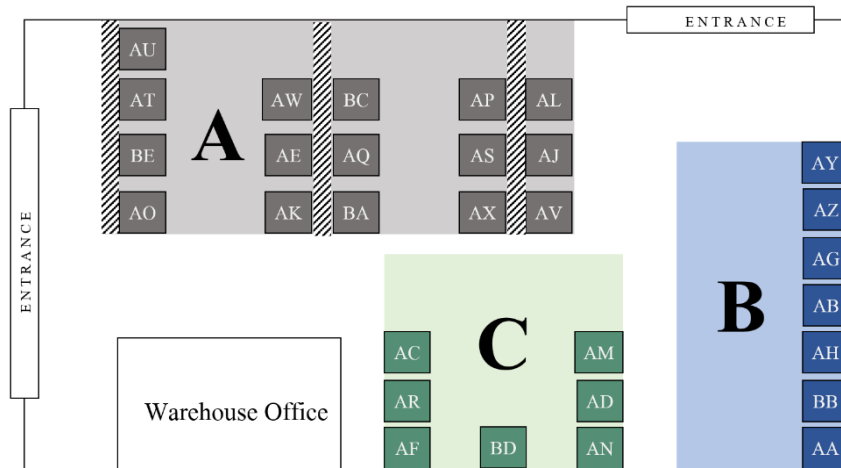 ENTRANCE
AU
AT AW BC AP AL
A
BE AE AQ AS AJ
AO AK BA AX AV
ENTRANCE
AY
AZ
AG
AB
AH
BB
AA
B
C
AC AM
AR AD
AF BD AN
Warehouse Office